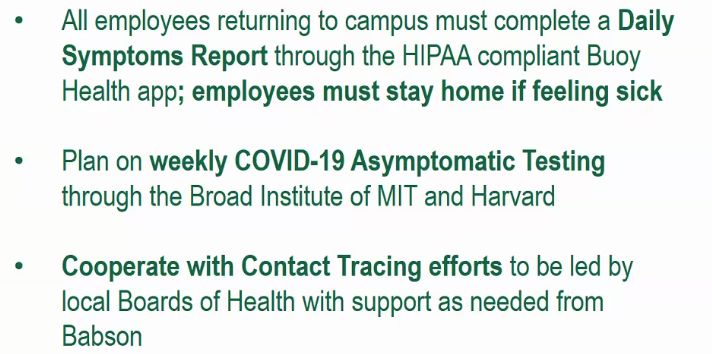 • All employees returning to campus must complete a Daily
Symptoms Report through the HIPAA compliant Buoy
Health app; employees must stay home if feeling sick
• Plan on weekly COVID-19 Asymptomatic Testing
through the Broad Institute of MIT and Harvard
• Cooperate with Contact Tracing efforts to be led by
local Boards of Health with support as needed from
Babson